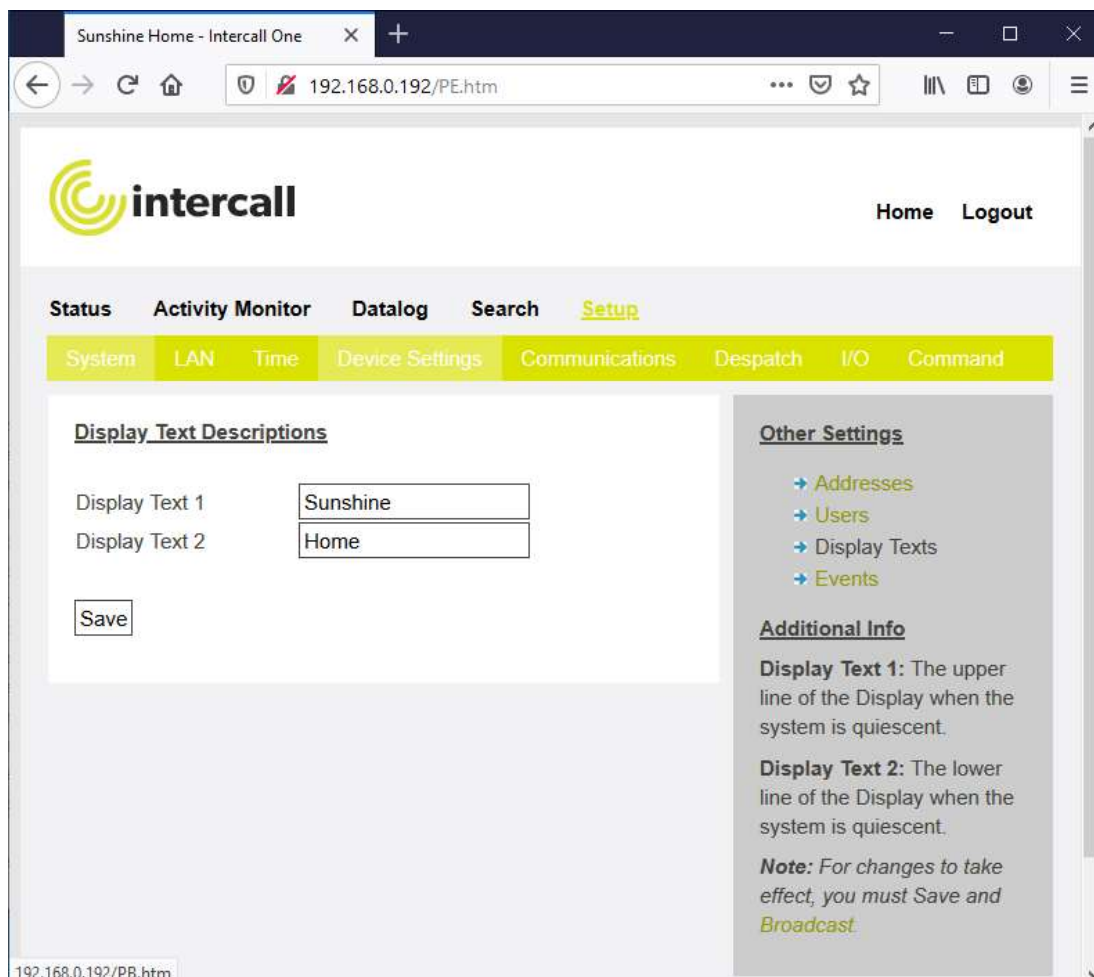 Sunshine Home - Intercall One
192.168.0.192/PE.htm
intercall
Home Logout
Status Activity Monitor Datalog Search Setup
System LAN Time Device Settings Communications Despatch I/O Command
Display Text Descriptions
Display Text 1 Sunshine
Display Text 2 Home
Save
Other Settings
Addresses
Users
Display Texts
Events
Additional Info
Display Text 1: The upper
line of the Display when the
system is quiescent.
Display Text 2: The lower
line of the Display when the
system is quiescent.
Note: For changes to take
effect, you must Save and
Broadcast.
192.168.0.192/PB.htm